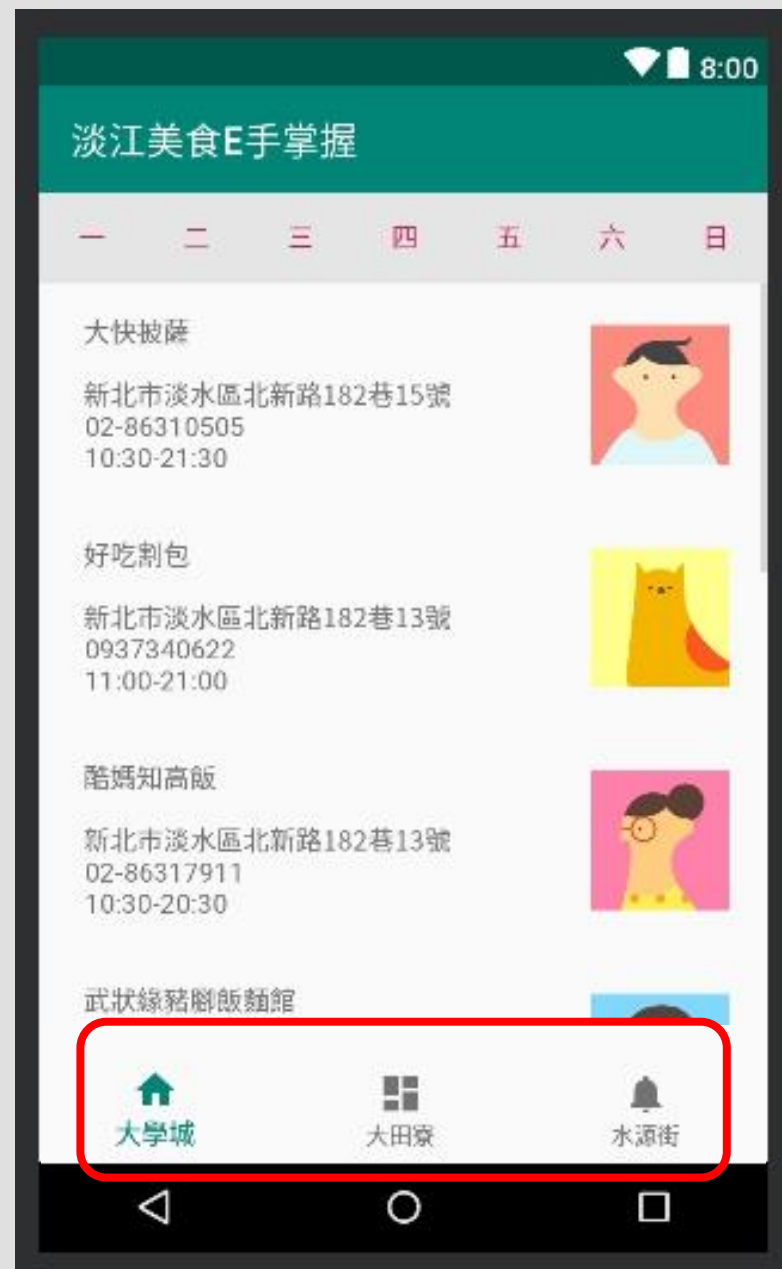 8:00
淡江美食E手掌握
一 二 三 四 五 六 日
大快披薩
新北市淡水區北新路182巷15號
02-86310505
10:30-21:30
好吃割包
新北市淡水區北新路182巷13號
0937340622
11:00-21:00
酷媽知高飯
新北市淡水區北新路182巷13號
02-86317911
10:30-20:30
武狀緣豬腳飯麵館
大學城 大田寮 水源街